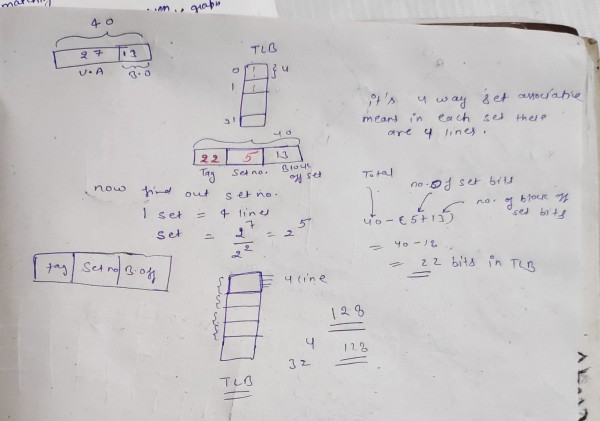 graph
40
27 13
V.A B.O
TLB
0 1 } 4
1 1
31
40
22 5 13
Tag Set no. Block off set
it's 4 way set associative
means in each set there
are 4 lines.
now find out set no.
1 set = 4 lines
set = 2^7 / 2^2 = 2^5
Total
no. of set bits
no. of block off
set bits
40 - (5+13)
= 40 - 18
= 22 bits in TLB
Tag Set no B.off
4 line
TLB
128
4
32 128